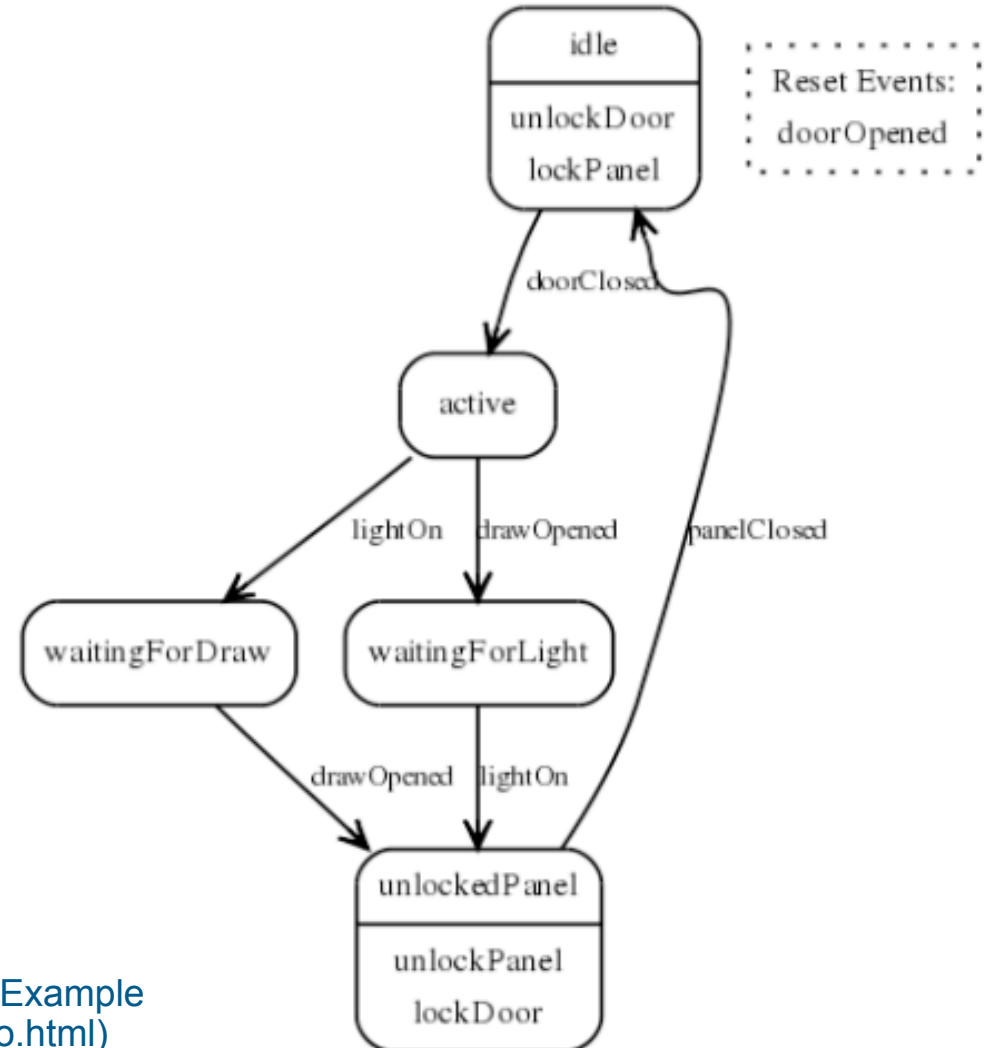 idle
unlockDoor
lockPanel
Reset Events:
doorOpened
doorClosed
active
lightOn
drawOpened
panelClosed
waitingForDraw
waitingForLight
drawOpened
lightOn
unlockedPanel
unlockPanel
lockDoor
Example
o.html)